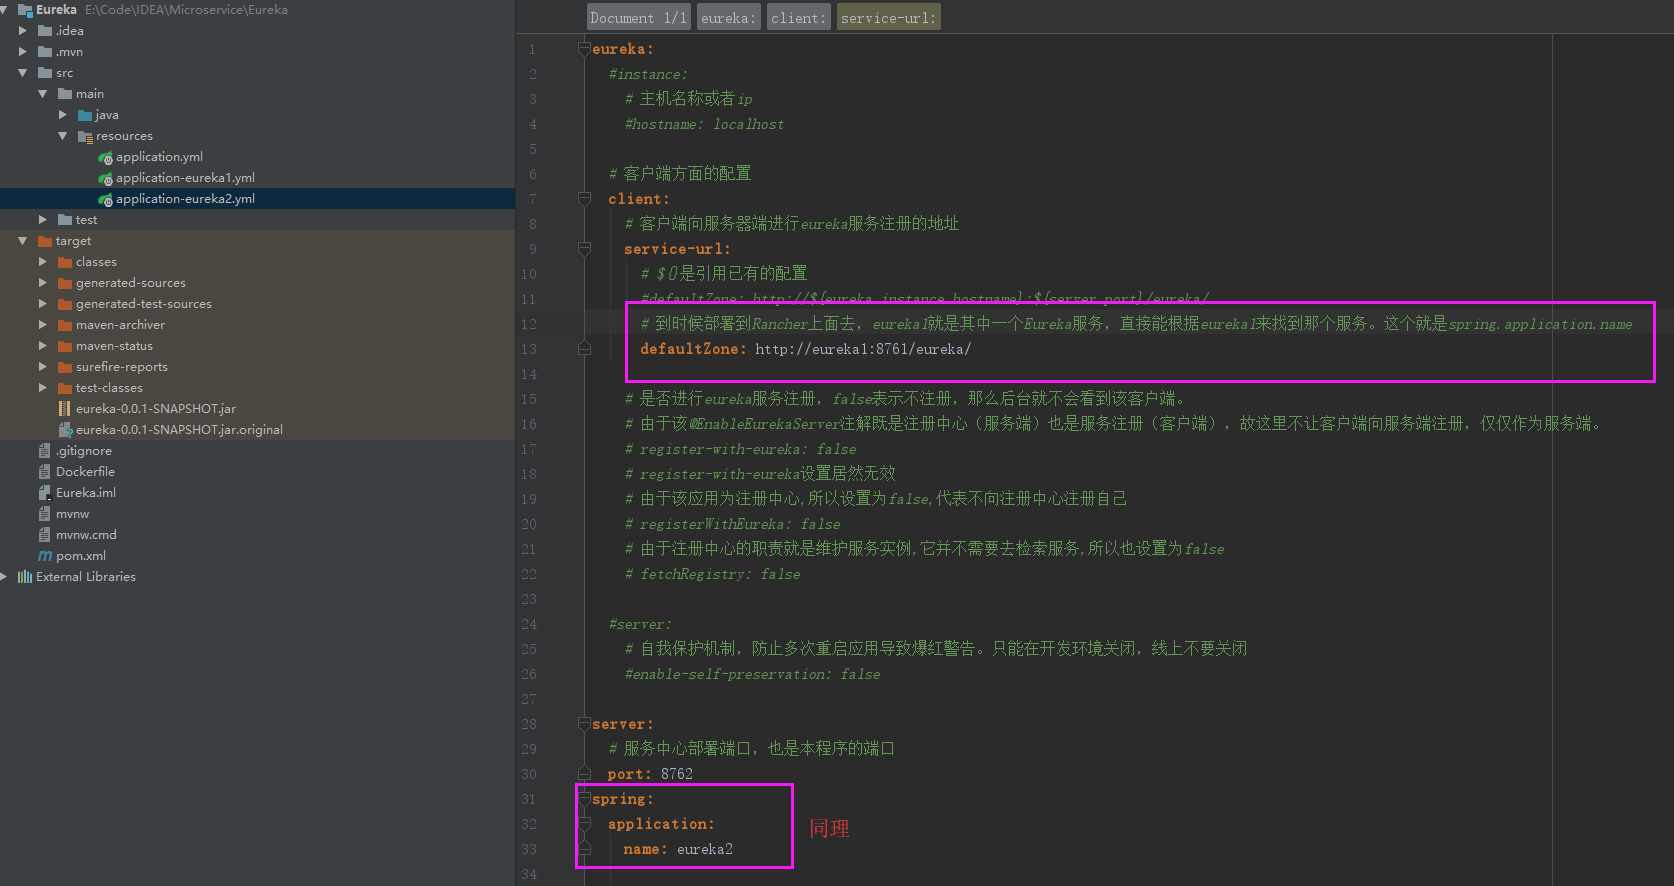 Eureka E:\Code\IDEA\Microservice\Eureka
.idea
.mvn
src
main
java
resources
application.yml
application-eureka1.yml
application-eureka2.yml
test
target
classes
generated-sources
generated-test-sources
maven-archiver
maven-status
surefire-reports
test-classes
eureka-0.0.1-SNAPSHOT.jar
eureka-0.0.1-SNAPSHOT.jar.original
.gitignore
Dockerfile
Eureka.iml
mvnw
mvnw.cmd
pom.xml
External Libraries
Document 1/1 eureka: client: service-url:
1 eureka:
2 #instance:
3 # 主机名称或者ip
4 #hostname: localhost
5
6 # 客户端方面的配置
7 client:
8 # 客户端向服务器端进行eureka服务注册的地址
9 service-url:
10 # ${}是引用已有的配置
11 #defaultZone: http://${eureka.instance.hostname}:${server.port}/eureka/
12 # 到时候部署到Rancher上面去，eureka1就是其中一个Eureka服务，直接能根据eureka1来找到那个服务。这个就是spring.application.name
13 defaultZone: http://eureka1:8761/eureka/
14
15 # 是否进行eureka服务注册，false表示不注册，那么后台就不会看到该客户端。
16 # 由于该@EnableEurekaServer注解既是注册中心（服务端）也是服务注册（客户端），故这里不让客户端向服务端注册，仅仅作为服务端。
17 # register-with-eureka: false
18 # register-with-eureka设置居然无效
19 # 由于该应用为注册中心,所以设置为false,代表不向注册中心注册自己
20 # registerWithEureka: false
21 # 由于注册中心的职责就是维护服务实例,它并不需要去检索服务,所以也设置为false
22 # fetchRegistry: false
23
24 #server:
25 # 自我保护机制，防止多次重启应用导致爆红警告。只能在开发环境关闭，线上不要关闭
26 #enable-self-preservation: false
27
28 server:
29 # 服务中心部署端口，也是本程序的端口
30 port: 8762
31 spring:
32 application: 同理
33 name: eureka2
34